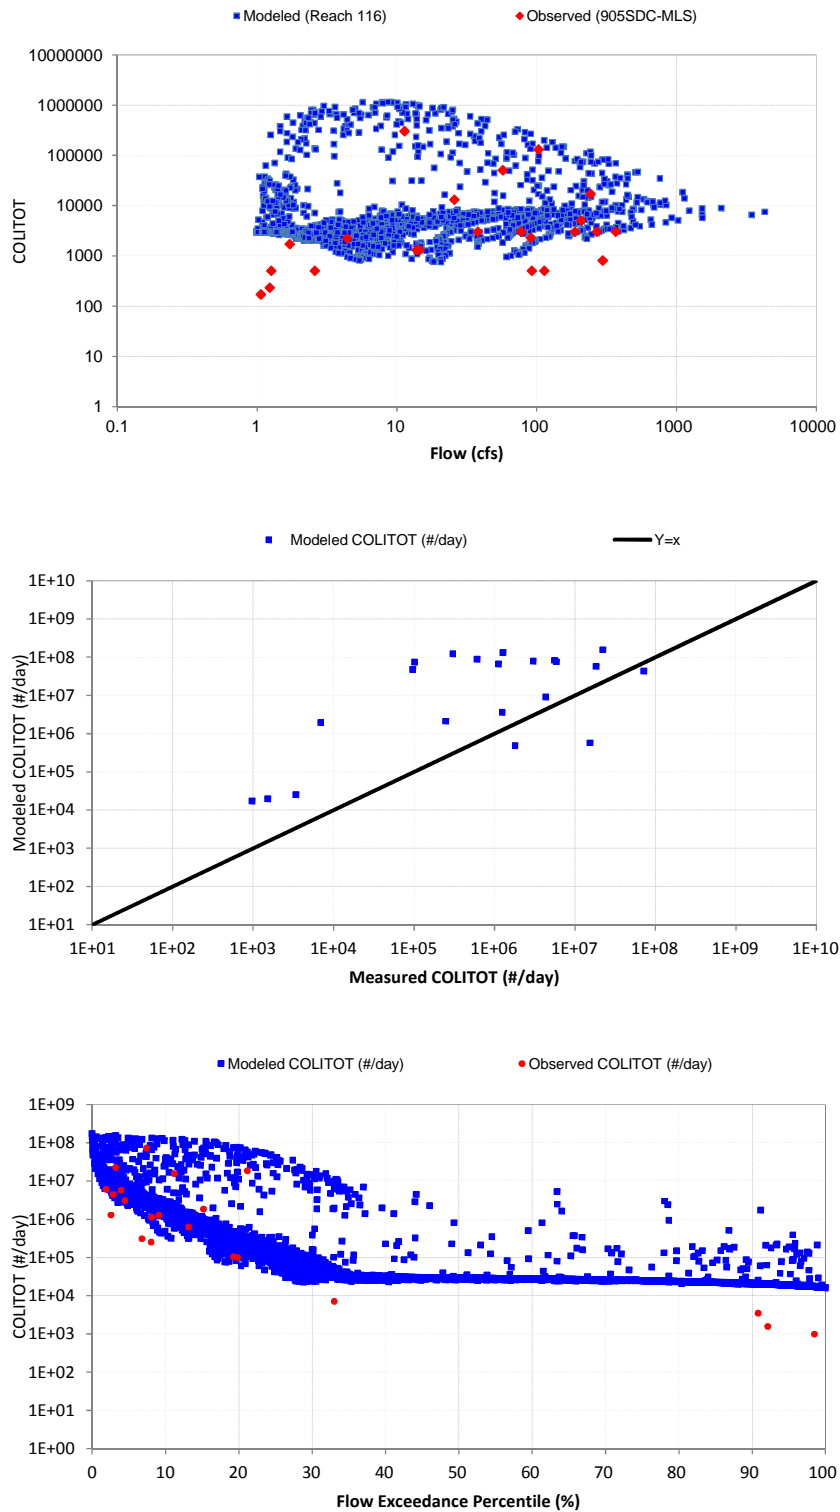 Modeled (Reach 116) Observed (905SDC-MLS)
10000000
1000000
100000
10000
1000
100
10
1
COLITOT
0.1 1 10 100 1000 10000
Flow (cfs)
Modeled COLITOT (#/day) Y=x
1E+10
1E+09
1E+08
1E+07
1E+06
1E+05
1E+04
1E+03
1E+02
1E+01
Modeled COLITOT (#/day)
1E+01 1E+02 1E+03 1E+04 1E+05 1E+06 1E+07 1E+08 1E+09 1E+10
Measured COLITOT (#/day)
Modeled COLITOT (#/day) Observed COLITOT (#/day)
1E+09
1E+08
1E+07
1E+06
1E+05
1E+04
1E+03
1E+02
1E+01
1E+00
COLITOT (#/day)
0 10 20 30 40 50 60 70 80 90 100
Flow Exceedance Percentile (%)